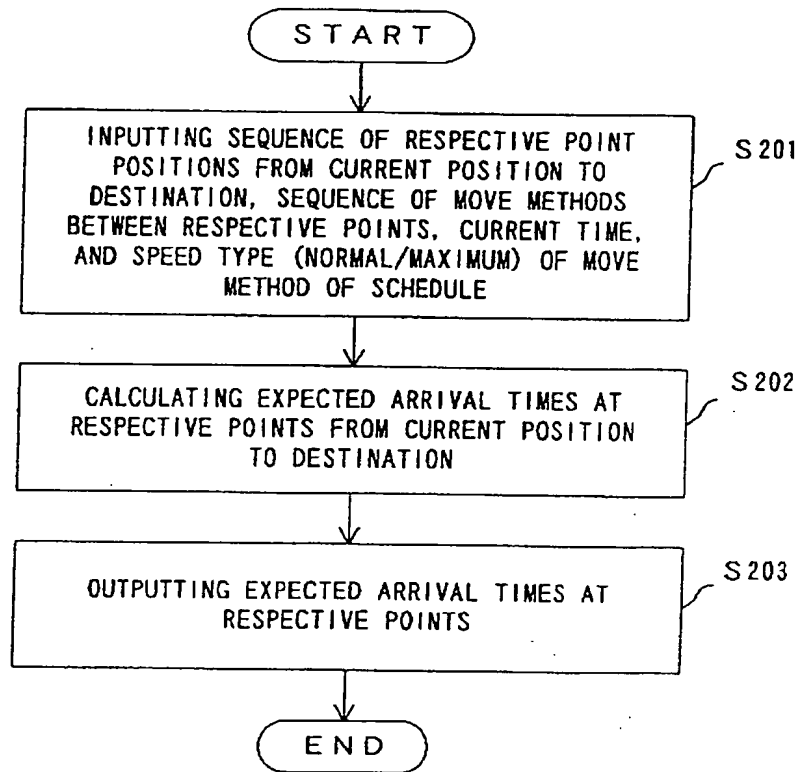 START
INPUTTING SEQUENCE OF RESPECTIVE POINT
POSITIONS FROM CURRENT POSITION TO
DESTINATION, SEQUENCE OF MOVE METHODS
BETWEEN RESPECTIVE POINTS, CURRENT TIME,
AND SPEED TYPE (NORMAL/MAXIMUM) OF MOVE
METHOD OF SCHEDULE
S201
CALCULATING EXPECTED ARRIVAL TIMES AT
RESPECTIVE POINTS FROM CURRENT POSITION
TO DESTINATION
S202
OUTPUTTING EXPECTED ARRIVAL TIMES AT
RESPECTIVE POINTS
S203
END